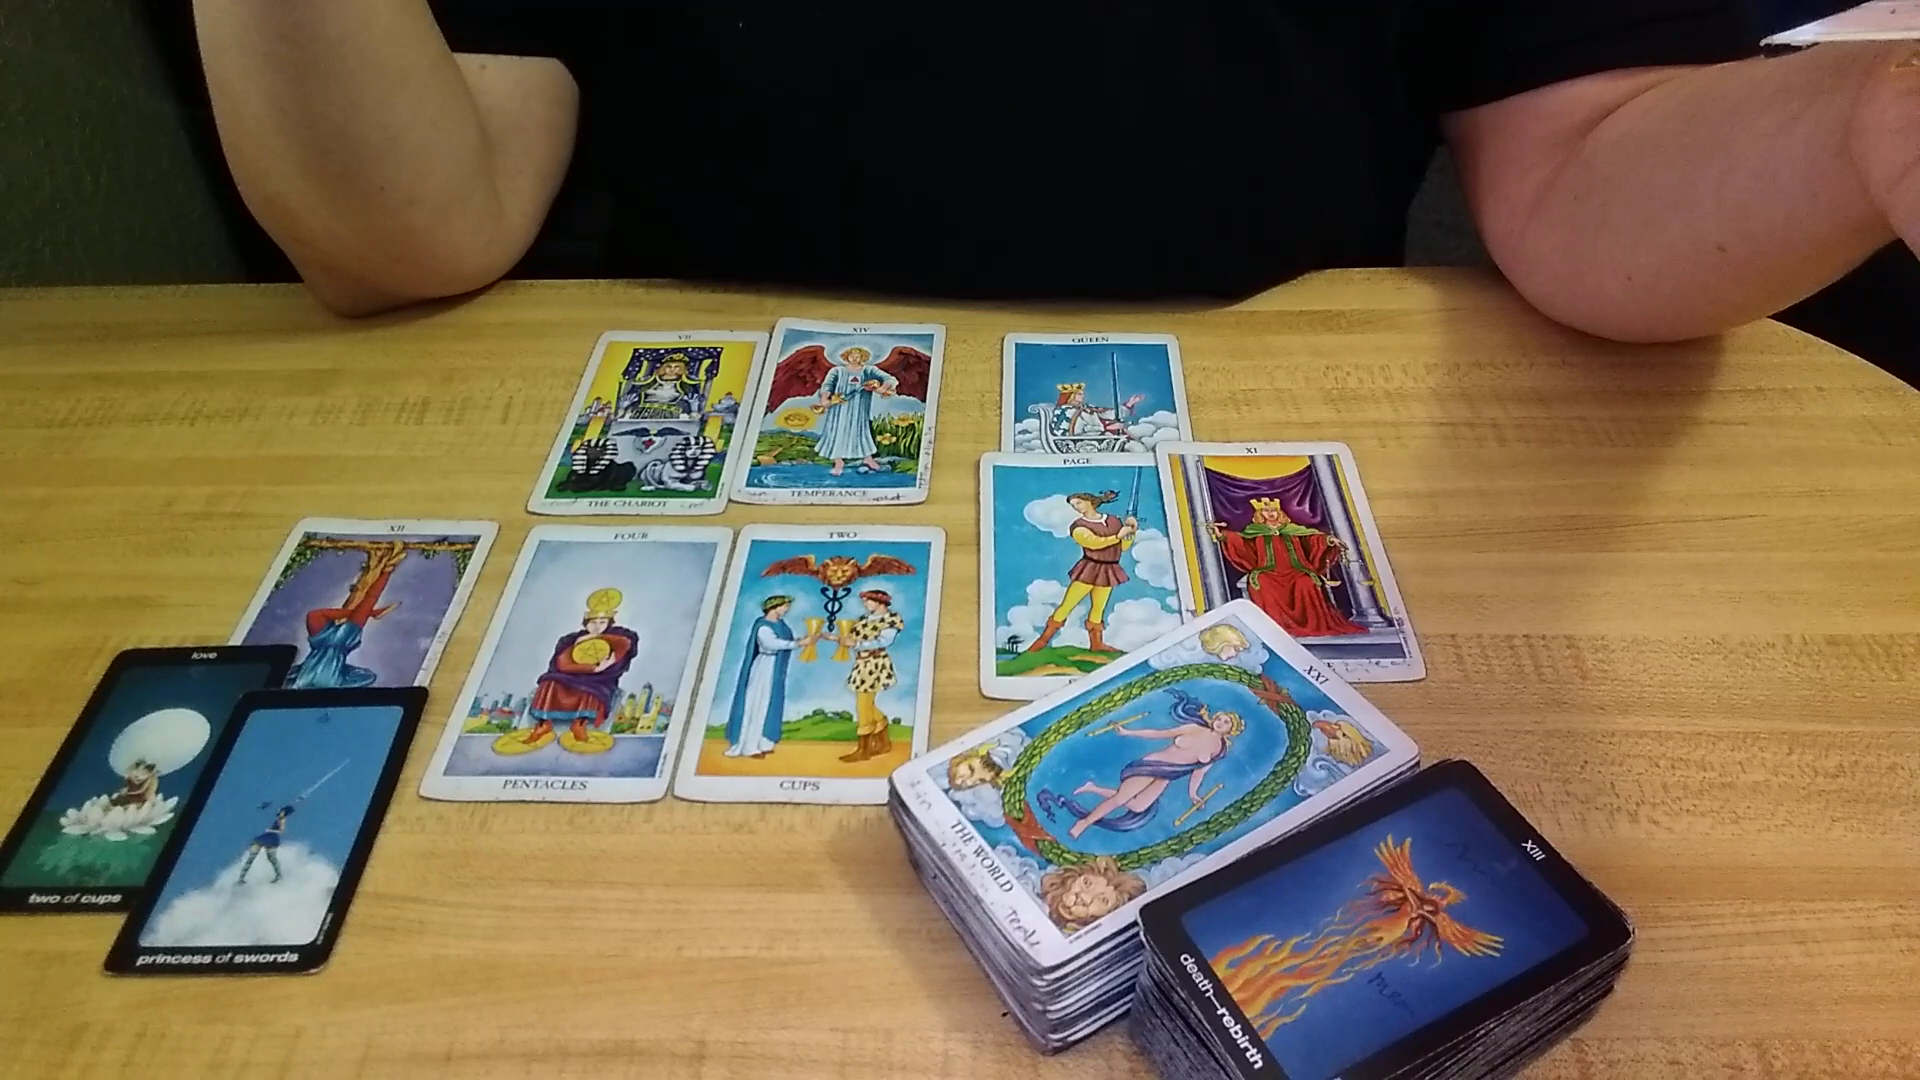 VII
THE CHARIOT
XIV
TEMPERANCE
QUEEN
PAGE
XI
XII
FOUR
PENTACLES
TWO
CUPS
love
two of cups
princess of swords
XXI
THE WORLD
XIII
death—rebirth